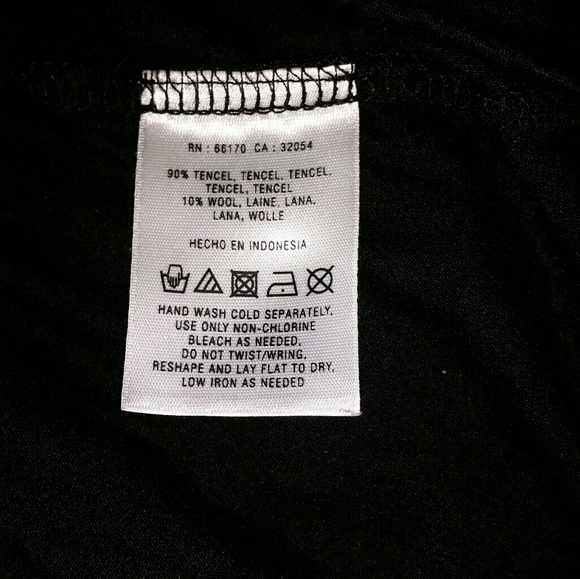 RN : 66170 CA : 32054
90% TENCEL, TENCEL, TENCEL,
TENCEL, TENCEL
10% WOOL, LAINE, LANA,
LANA, WOLLE
HECHO EN INDONESIA
HAND WASH COLD SEPARATELY,
USE ONLY NON-CHLORINE
BLEACH AS NEEDED,
DO NOT TWIST/WRING,
RESHAPE AND LAY FLAT TO DRY,
LOW IRON AS NEEDED